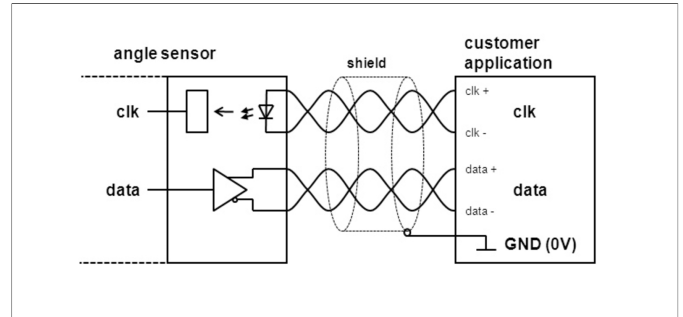 angle sensor
shield
customer
application
clk
clk +
clk
clk -
data
data +
data
data -
GND (0V)